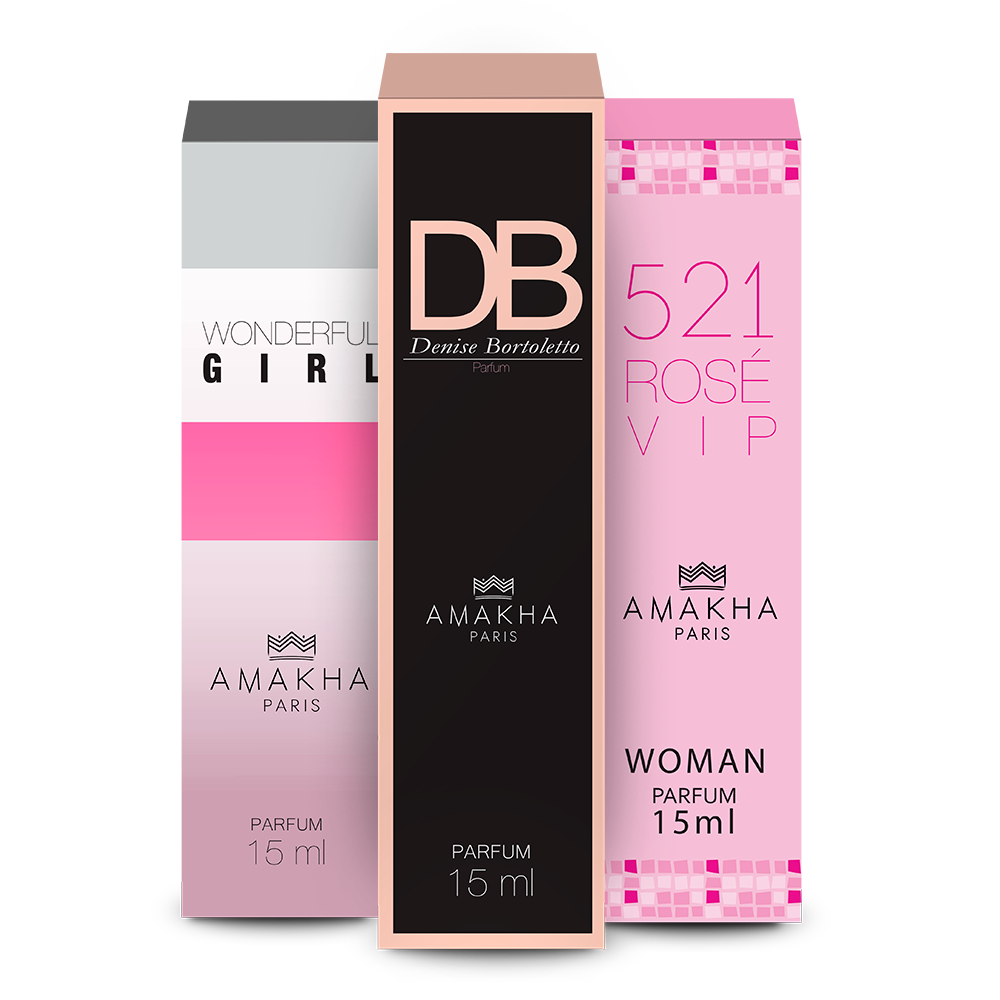 WONDERFUL
GIRL
AMAKHA
PARIS
PARFUM
15 ml
DB
Denise Bortoletto
Parfum
AMAKHA
PARIS
PARFUM
15 ml
521
ROSÉ
VIP
AMAKHA
PARIS
WOMAN
PARFUM
15ml